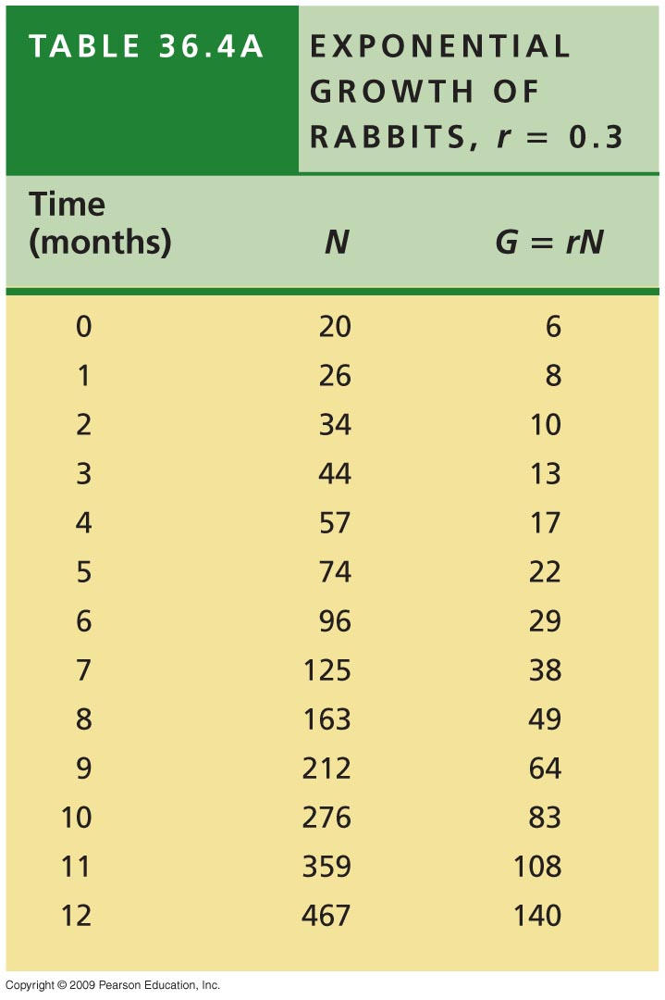 TABLE 36.4A
EXPONENTIAL
GROWTH OF
RABBITS, r = 0.3
Time
(months) N G = rN
0 20 6
1 26 8
2 34 10
3 44 13
4 57 17
5 74 22
6 96 29
7 125 38
8 163 49
9 212 64
10 276 83
11 359 108
12 467 140
Copyright © 2009 Pearson Education, Inc.